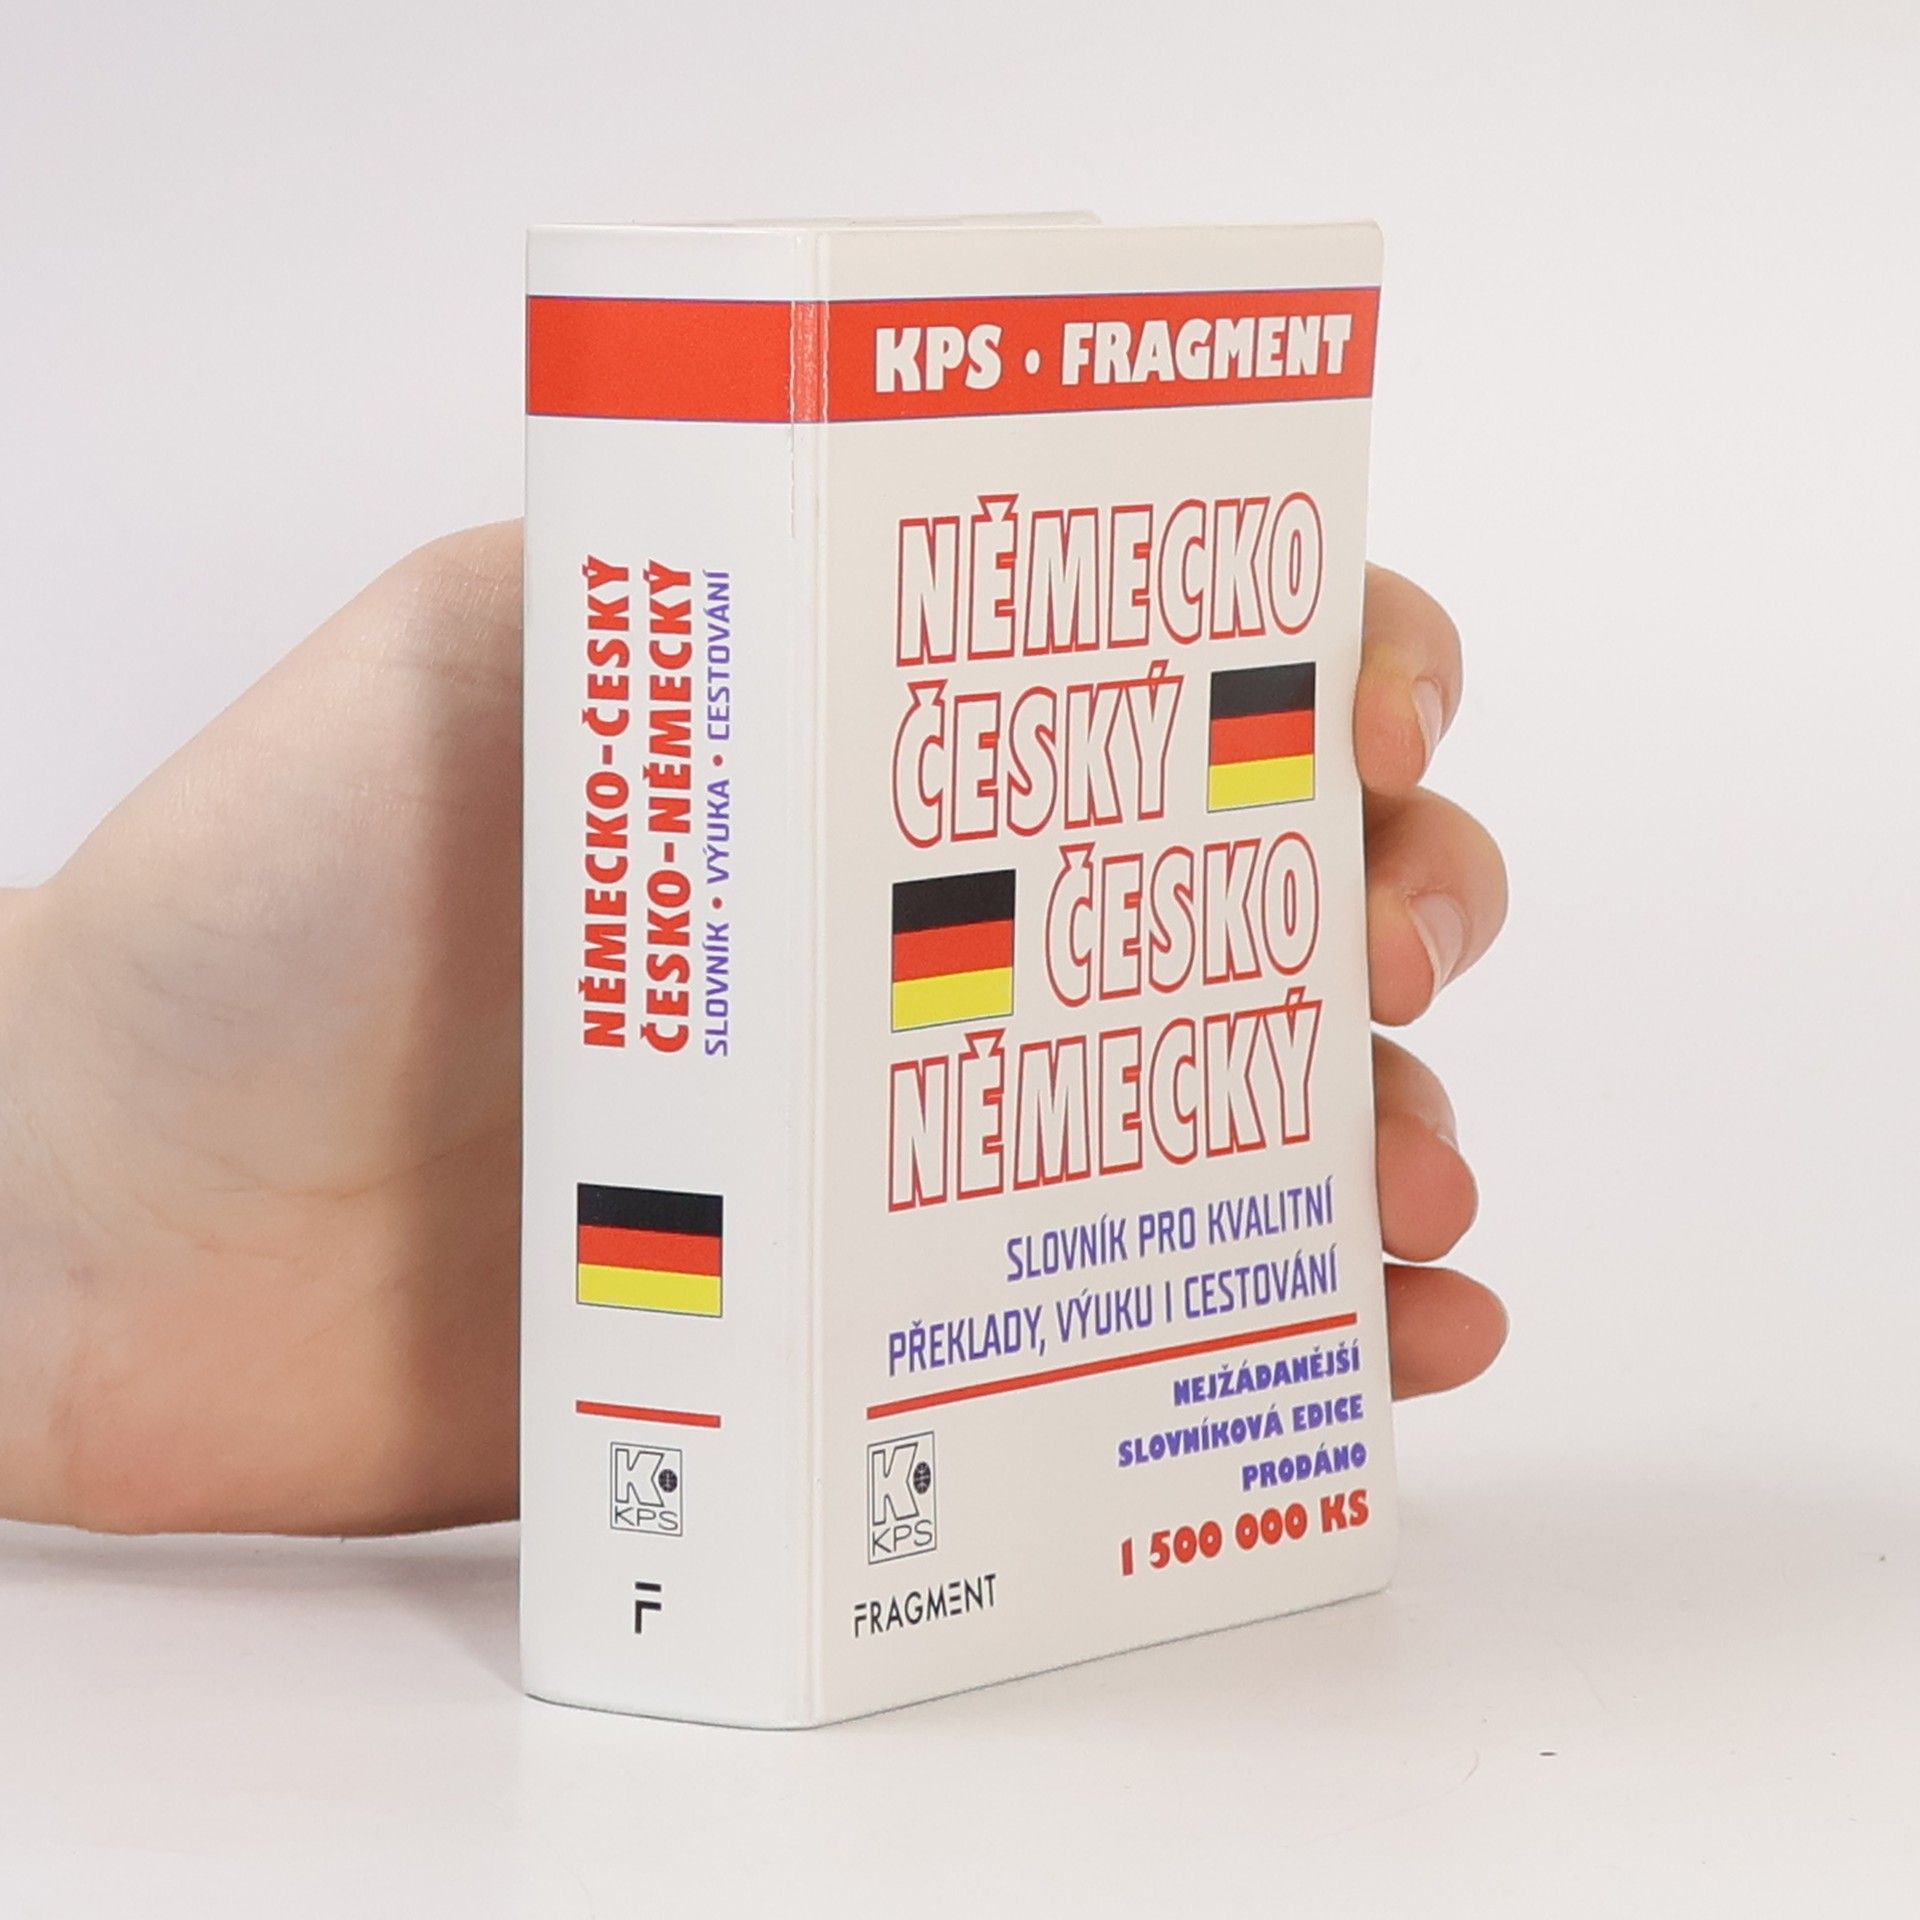 NĚMECKO-ČESKÝ
ČESKO-NĚMECKÝ
SLOVNÍK • VÝUKA • CESTOVÁNÍ
K
KPS
F
KPS • FRAGMENT
NĚMECKO
ČESKÝ
ČESKO
NĚMECKÝ
SLOVNÍK PRO KVALITNÍ
PŘEKLADY, VÝUKU I CESTOVÁNÍ
NEJŽÁDANĚJŠÍ
SLOVNÍKOVÁ EDICE
PRODÁNO
1 500 000 KS
K
KPS
FRAGMENT